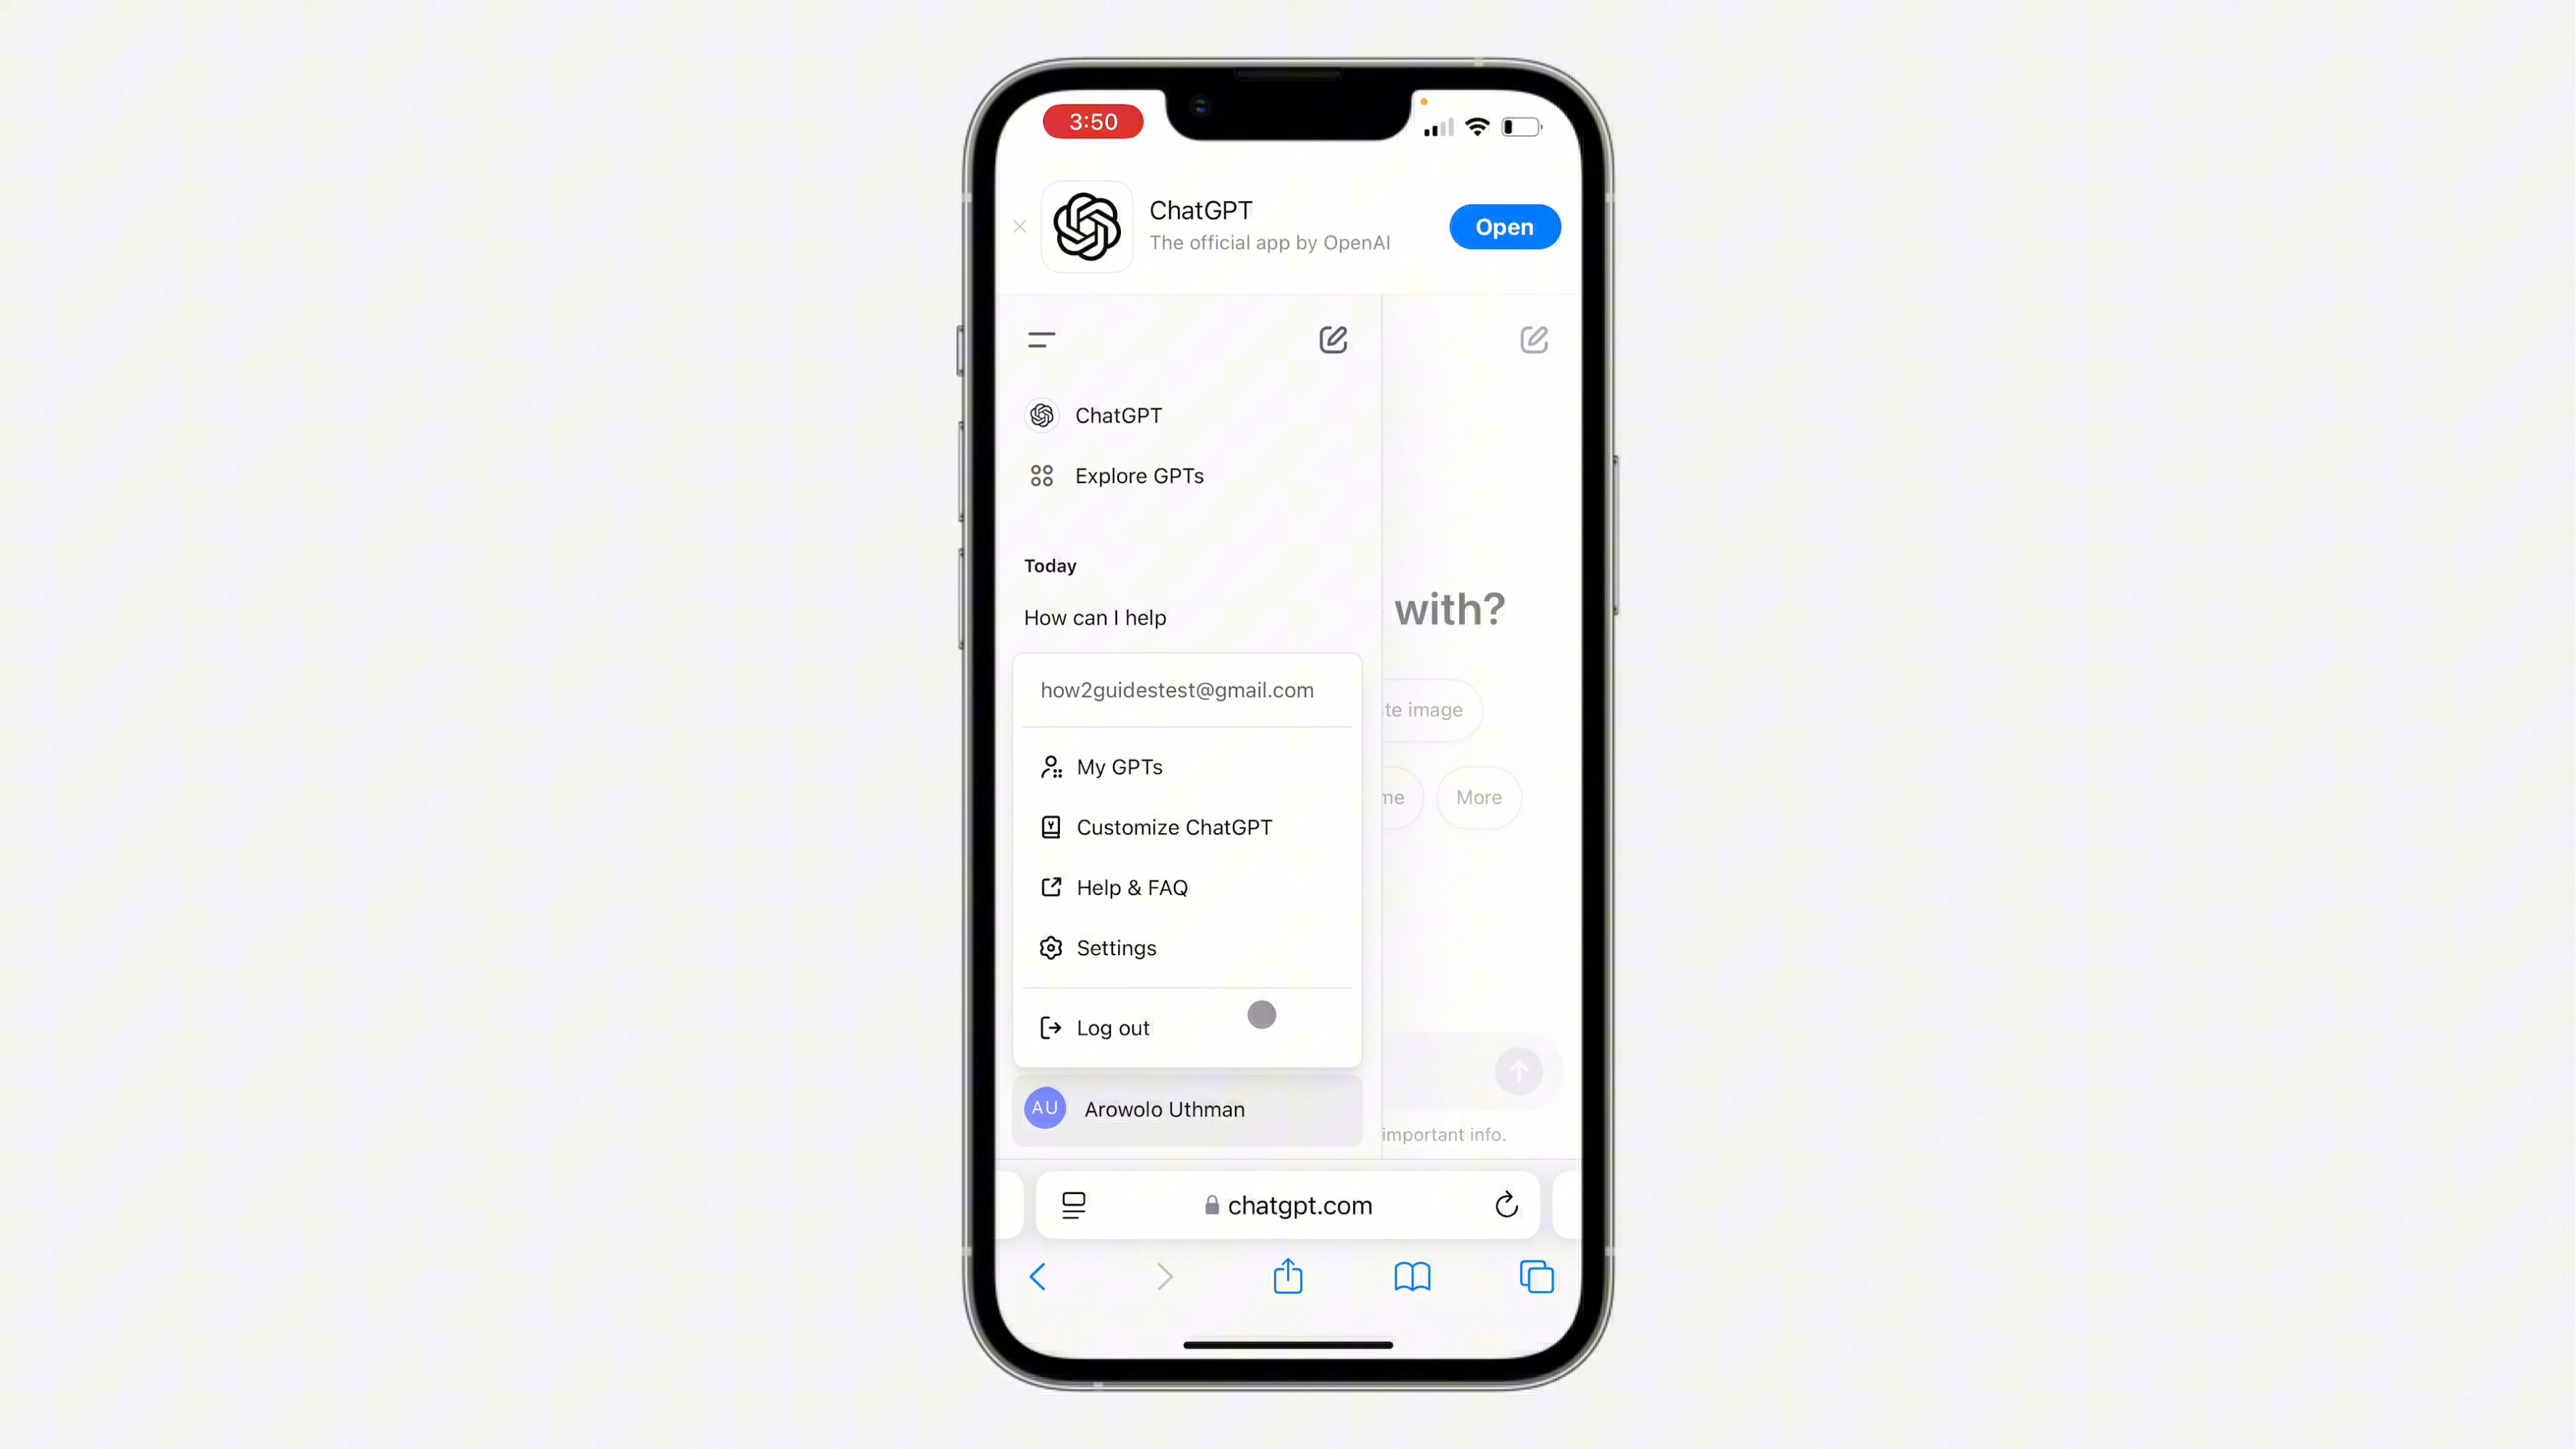 3:50
ChatGPT
The official app by OpenAI
Open
ChatGPT
Explore GPTs
Today
How can I help
with?
how2guidestest@gmail.com
te image
My GPTs
me
More
Customize ChatGPT
Help & FAQ
Settings
Log out
AU
Arowolo Uthman
important info.
chatgpt.com